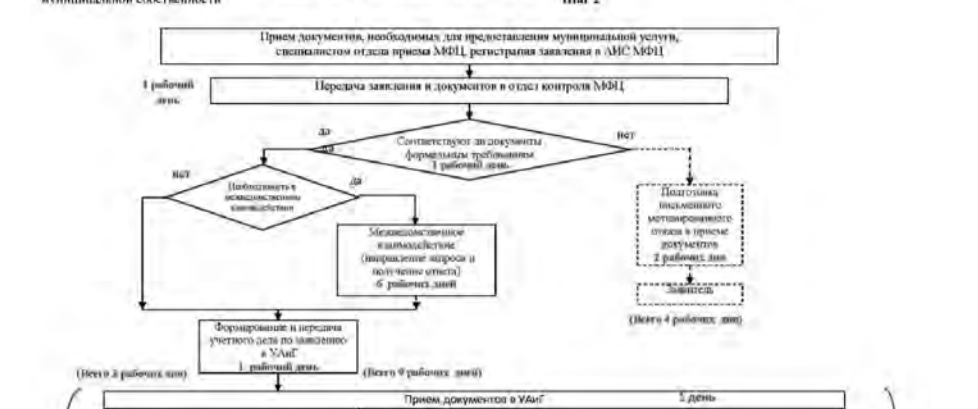 муниципальной собственности
Шаг 2
Прием документов, необходимых для предоставления муниципальной услуги,
специалистом отдела приема МФЦ, регистрация заявления в АИС МФЦ
1 рабочий
день
Передача заявления и документов в отдел контроля МФЦ
да
да
Соответствуют ли документы
формальным требованиям
1 рабочий день
нет
нет
Необходимость в
межведомственном
взаимодействии
да
Подготовка
письменного
мотивированного
отказа в приеме
документов
2 рабочих дня
Межведомственное
взаимодействие
(направление запроса и
получение ответа)
6 рабочих дней
Заявитель
(Всего 4 рабочих дня)
Формирование и передача
учетного дела по заявлению
в УАиГ
1 рабочий день
(Всего 3 рабочих дня)
(Всего 9 рабочих дней)
Прием документов в УАиГ
1 день